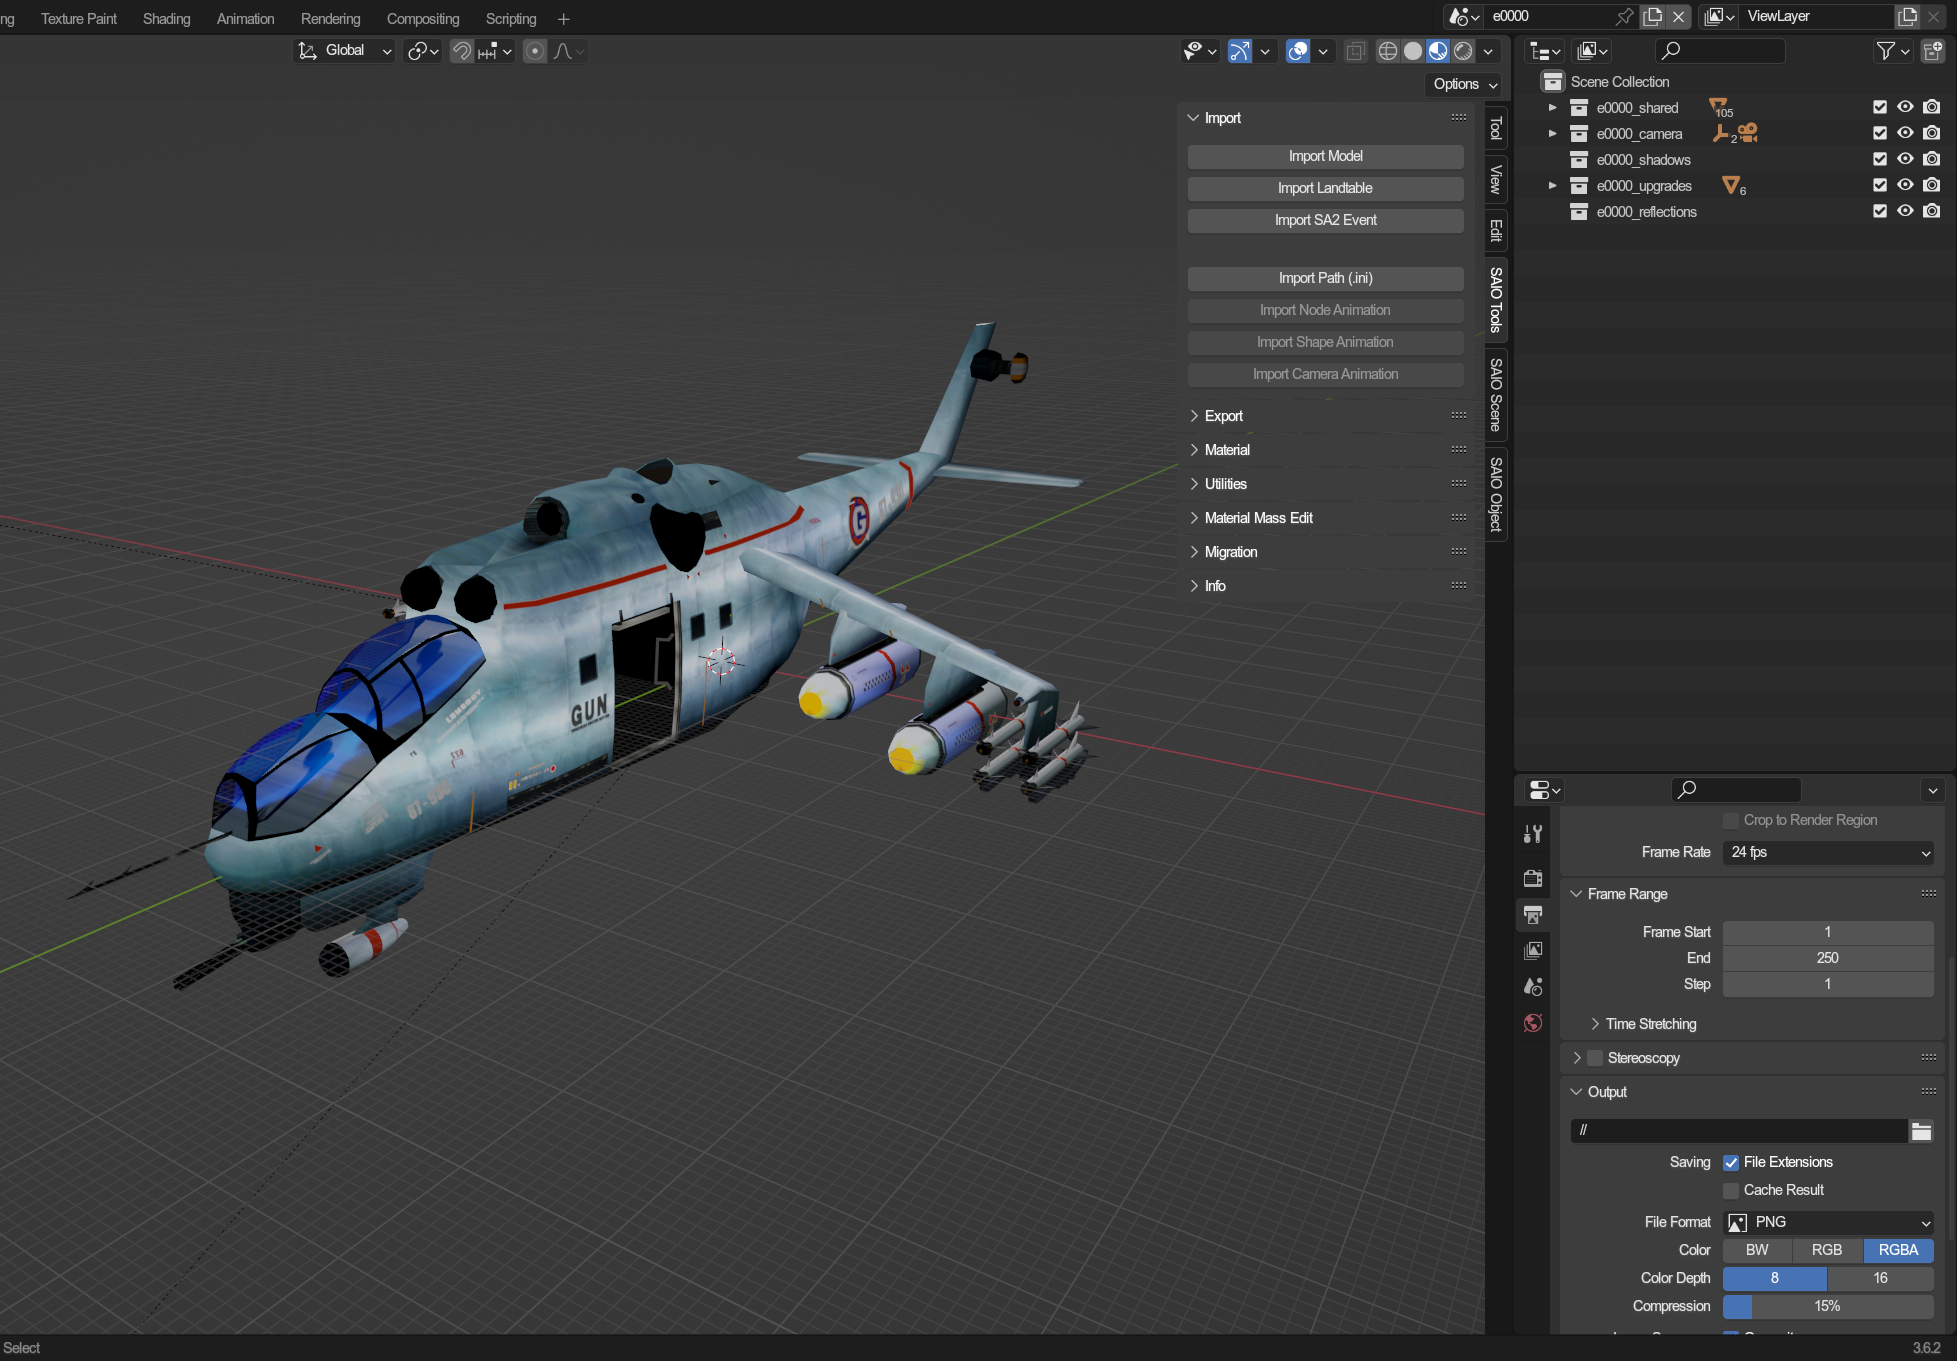 ng Texture Paint Shading Animation Rendering Compositing Scripting
e0000
ViewLayer
Global
Options
Import
Import Model
Import Landtable
Import SA2 Event
Import Path (.ini)
Import Node Animation
Import Shape Animation
Import Camera Animation
Export
Material
Utilities
Material Mass Edit
Migration
Info
Tool
View
Edit
SAIO Tools
SAIO Scene
SAIO Object
Scene Collection
e0000_shared 105
e0000_camera 2
e0000_shadows
e0000_upgrades 6
e0000_reflections
G
GUN
Crop to Render Region
Frame Rate 24 fps
Frame Range
Frame Start 1
End 250
Step 1
Time Stretching
Stereoscopy
Output
//
Saving File Extensions
Cache Result
File Format PNG
Color BW RGB RGBA
Color Depth 8 16
Compression 15%
Select
3.6.2